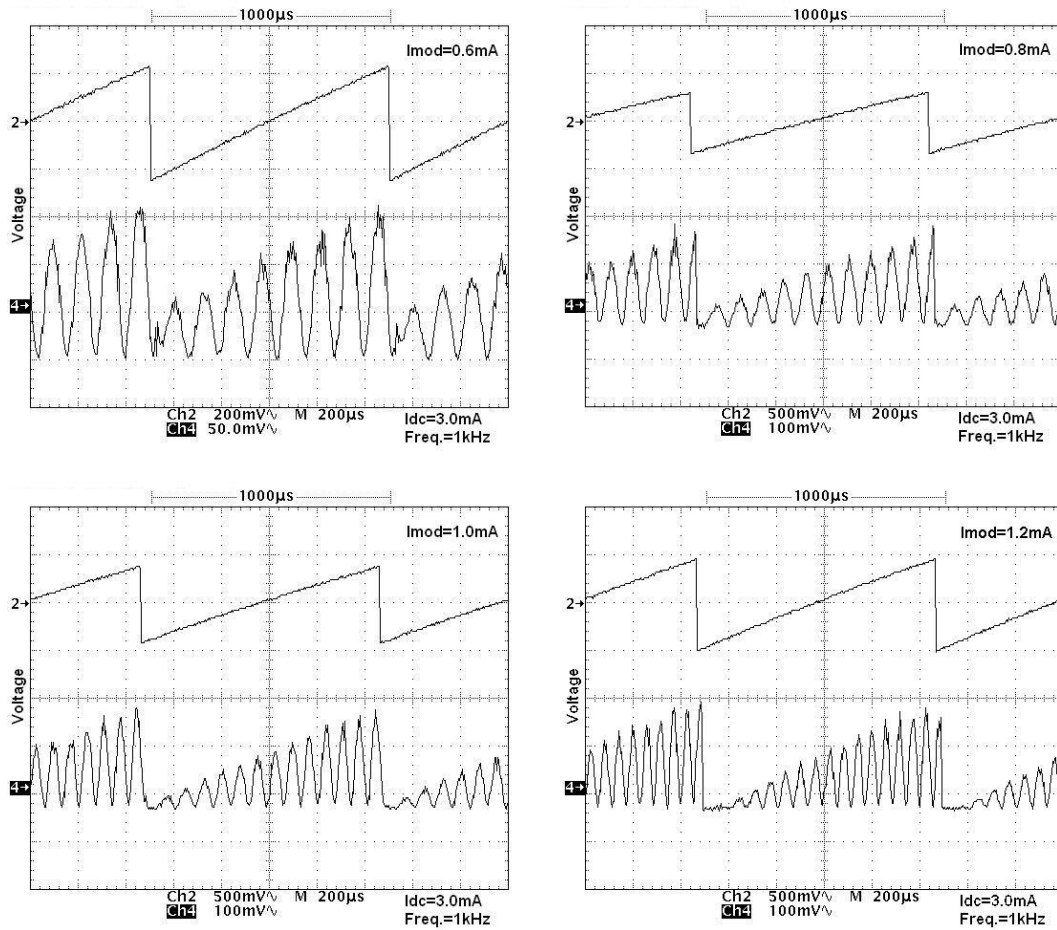 1000µs
Imod=0.6mA
2
Voltage
4
Ch2 200mV∿ M 200µs
Ch4 50.0mV∿
Idc=3.0mA
Freq.=1kHz
1000µs
Imod=0.8mA
2
Voltage
4
Ch2 500mV∿ M 200µs
Ch4 100mV∿
Idc=3.0mA
Freq.=1kHz
1000µs
Imod=1.0mA
2
Voltage
4
Ch2 500mV∿ M 200µs
Ch4 100mV∿
Idc=3.0mA
Freq.=1kHz
1000µs
Imod=1.2mA
2
Voltage
4
Ch2 500mV∿ M 200µs
Ch4 100mV∿
Idc=3.0mA
Freq.=1kHz